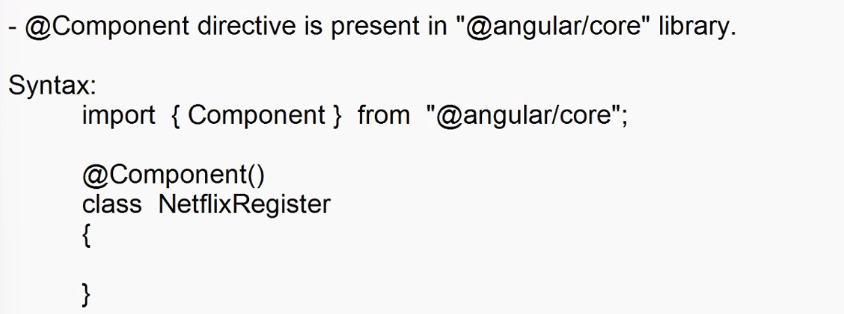 - @Component directive is present in "@angular/core" library.
Syntax:
import { Component } from "@angular/core";
@Component()
class NetflixRegister
{
}